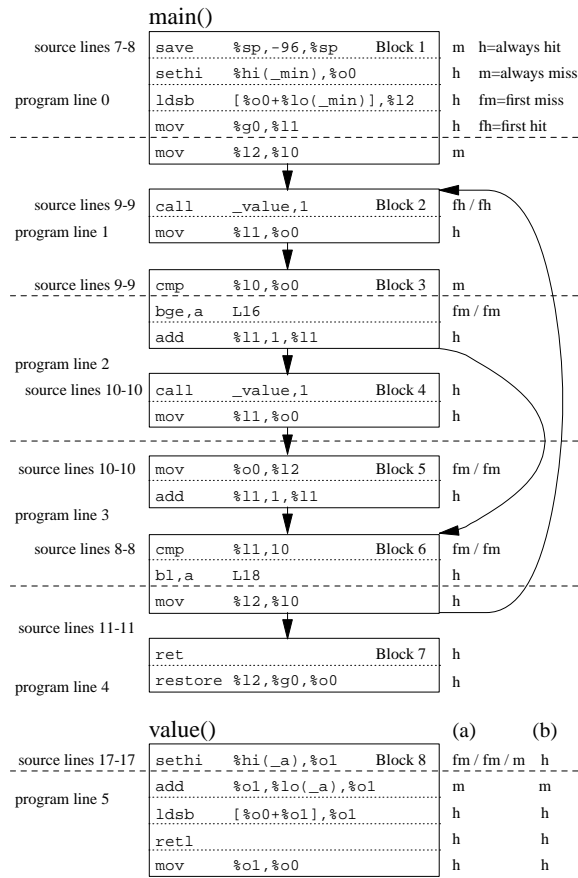 main()
source lines 7-8 save %sp,-96,%sp Block 1 m h=always hit
sethi %hi(_min),%o0 h m=always miss
program line 0 ldsb [%o0+%lo(_min)],%l2 h fm=first miss
mov %g0,%l1 h fh=first hit
mov %l2,%l0 m
source lines 9-9 call _value,1 Block 2 fh / fh
program line 1 mov %l1,%o0 h
source lines 9-9 cmp %l0,%o0 Block 3 m
bge,a L16 fm / fm
add %l1,1,%l1 h
program line 2
source lines 10-10 call _value,1 Block 4 h
mov %l1,%o0 h
source lines 10-10 mov %o0,%l2 Block 5 fm / fm
add %l1,1,%l1 h
program line 3
source lines 8-8 cmp %l1,10 Block 6 fm / fm
bl,a L18 h
mov %l2,%l0 h
source lines 11-11
ret Block 7 h
program line 4 restore %l2,%g0,%o0 h
value() (a) (b)
source lines 17-17 sethi %hi(_a),%o1 Block 8 fm / fm / m h
program line 5 add %o1,%lo(_a),%o1 m m
ldsb [%o0+%o1],%o1 h h
retl h h
mov %o1,%o0 h h